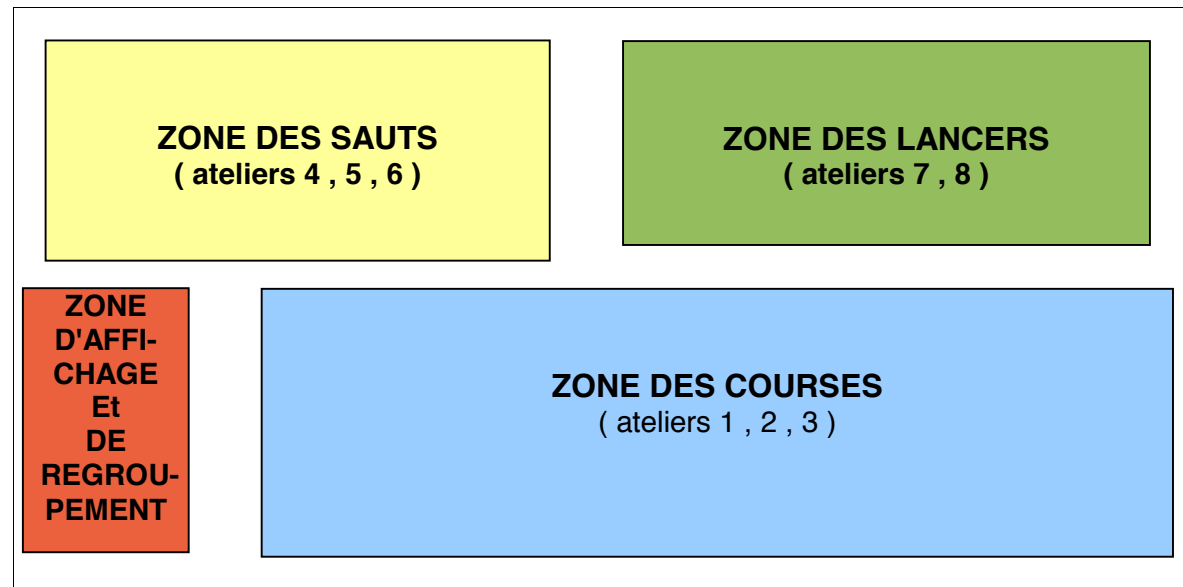 ZONE DES SAUTS
( ateliers 4 , 5 , 6 )
ZONE DES LANCERS
( ateliers 7 , 8 )
ZONE
D'AFFI-
CHAGE
Et
DE
REGROU-
PEMENT
ZONE DES COURSES
( ateliers 1 , 2 , 3 )